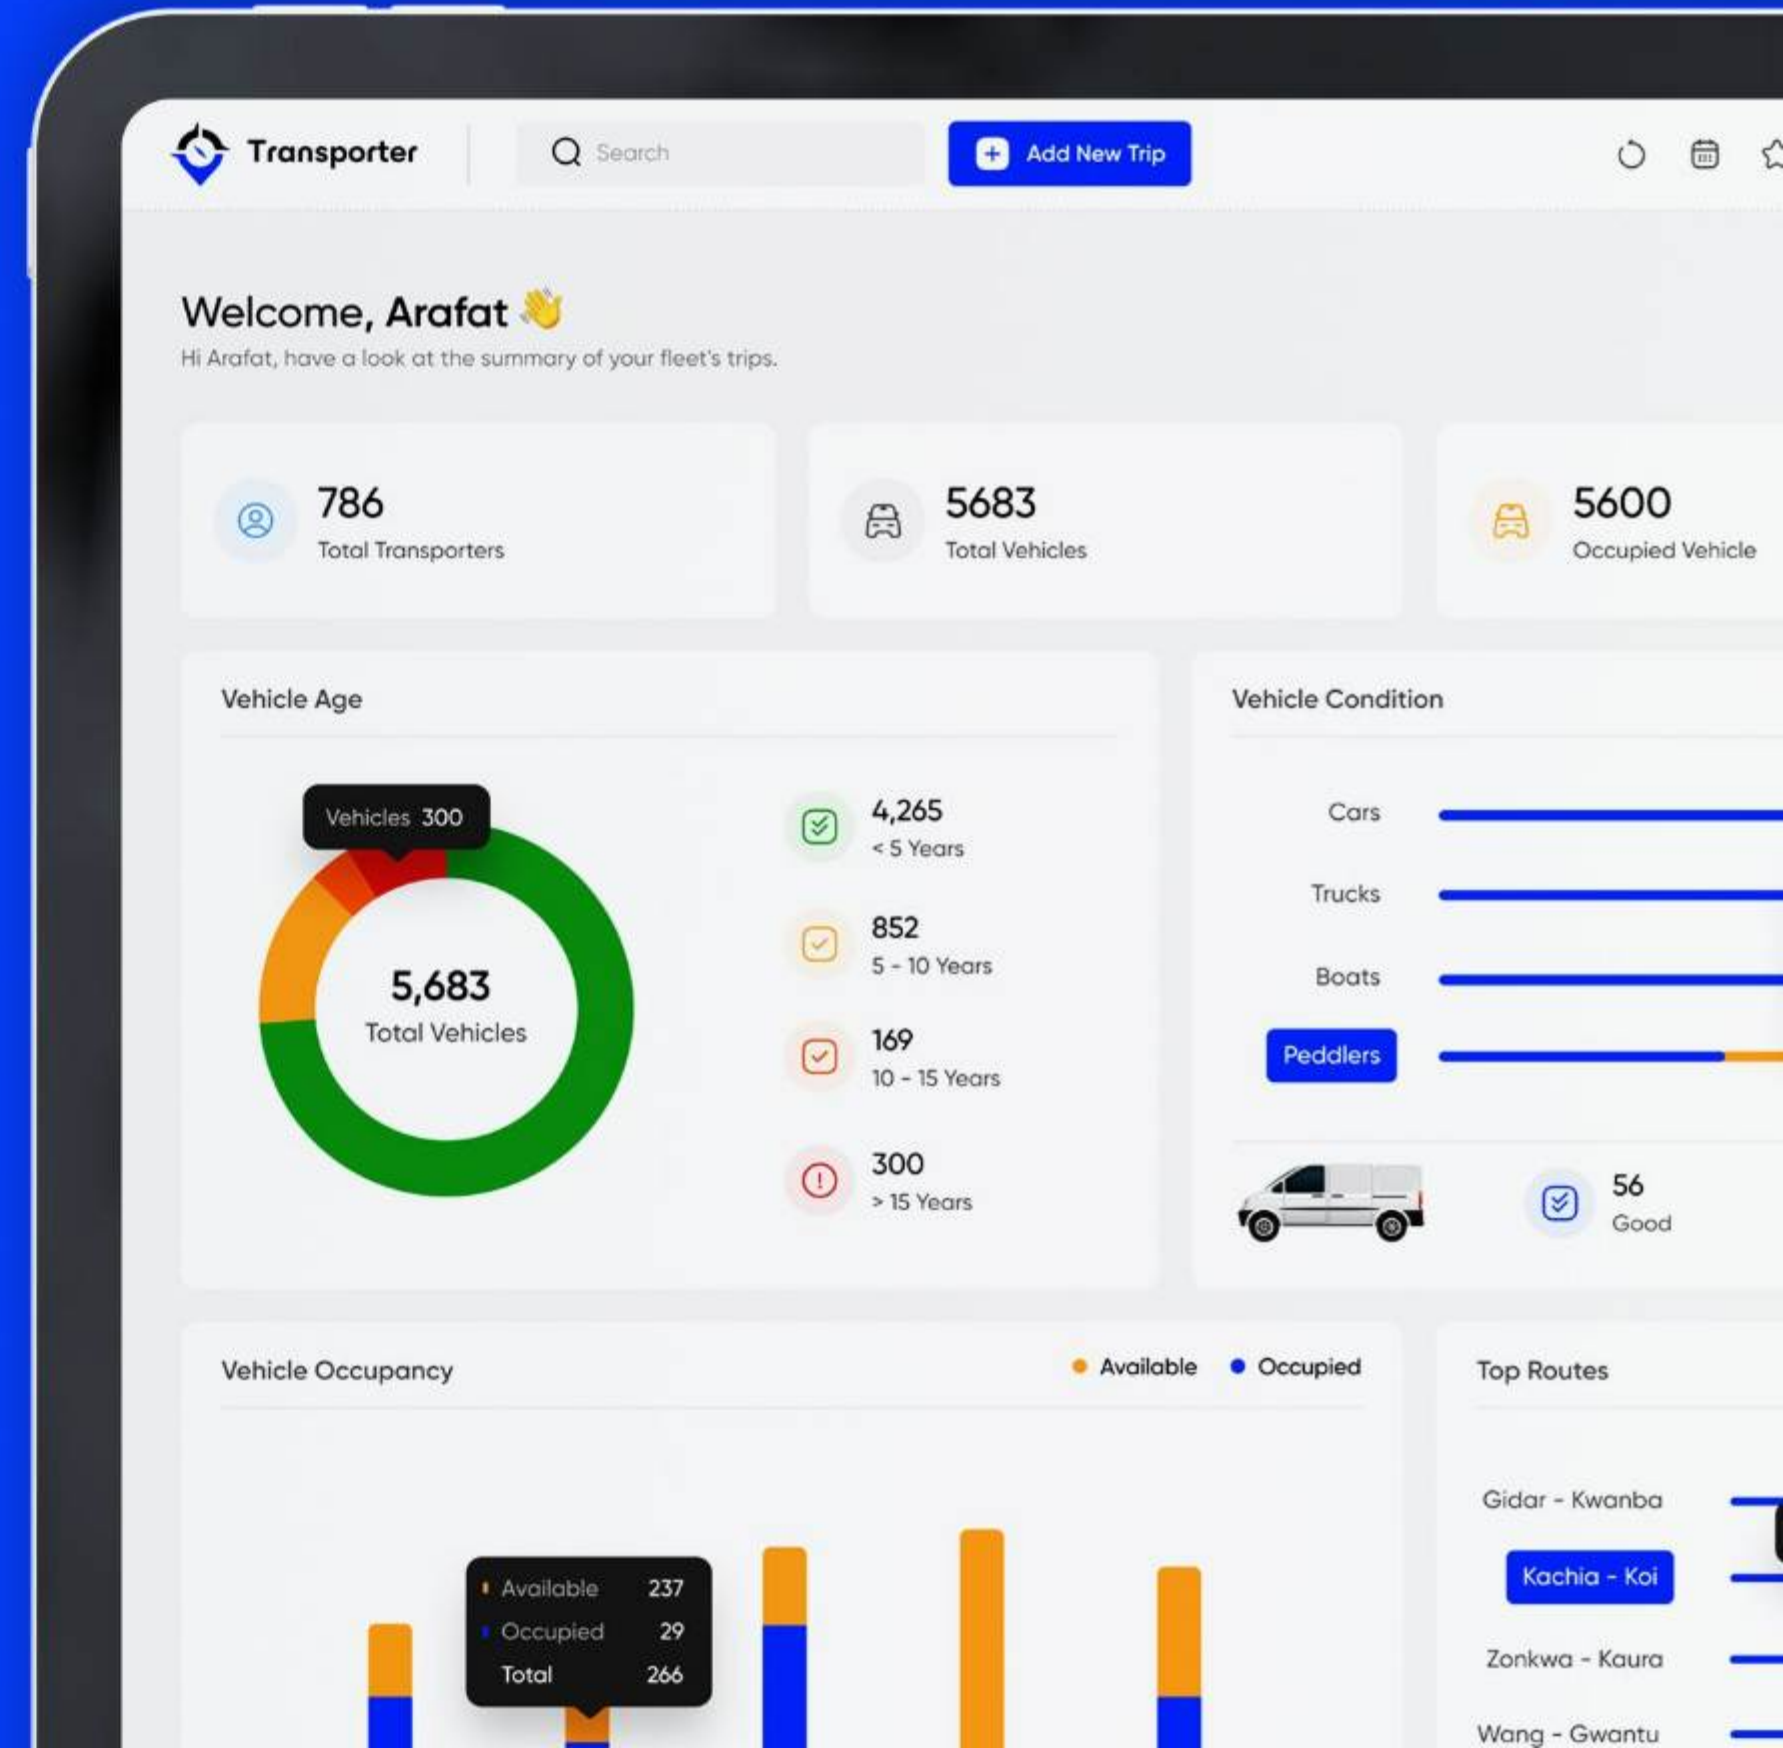 Transporter
Search
Add New Trip
Welcome, Arafat 👋
Hi Arafat, have a look at the summary of your fleet's trips.
786
Total Transporters
5683
Total Vehicles
5600
Occupied Vehicle
Vehicle Age
Vehicles 300
5,683
Total Vehicles
4,265
< 5 Years
852
5 - 10 Years
169
10 - 15 Years
300
> 15 Years
Vehicle Condition
Cars
Trucks
Boats
Peddlers
56
Good
Vehicle Occupancy
Available
Occupied
Available 237
Occupied 29
Total 266
Top Routes
Gidar - Kwanba
Kachia - Koi
Zonkwa - Kaura
Wang - Gwantu